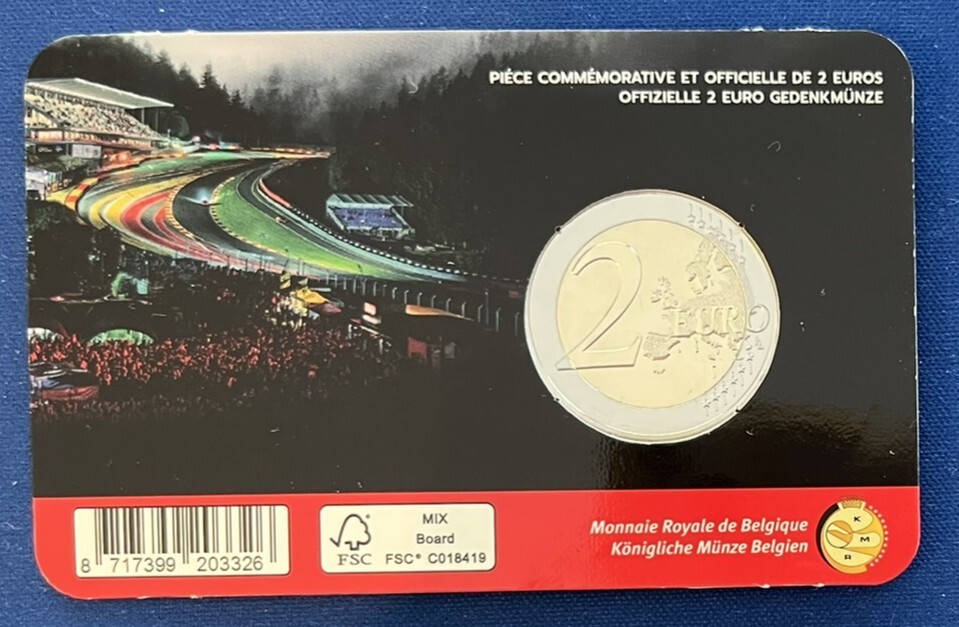 PIÈCE COMMÉMORATIVE ET OFFICIELLE DE 2 EUROS
OFFIZIELLE 2 EURO GEDENKMÜNZE
2 EURO
8 717399 203326
FSC
MIX
Board
FSC® C018419
Monnaie Royale de Belgique
Königliche Münze Belgien
K
M
R